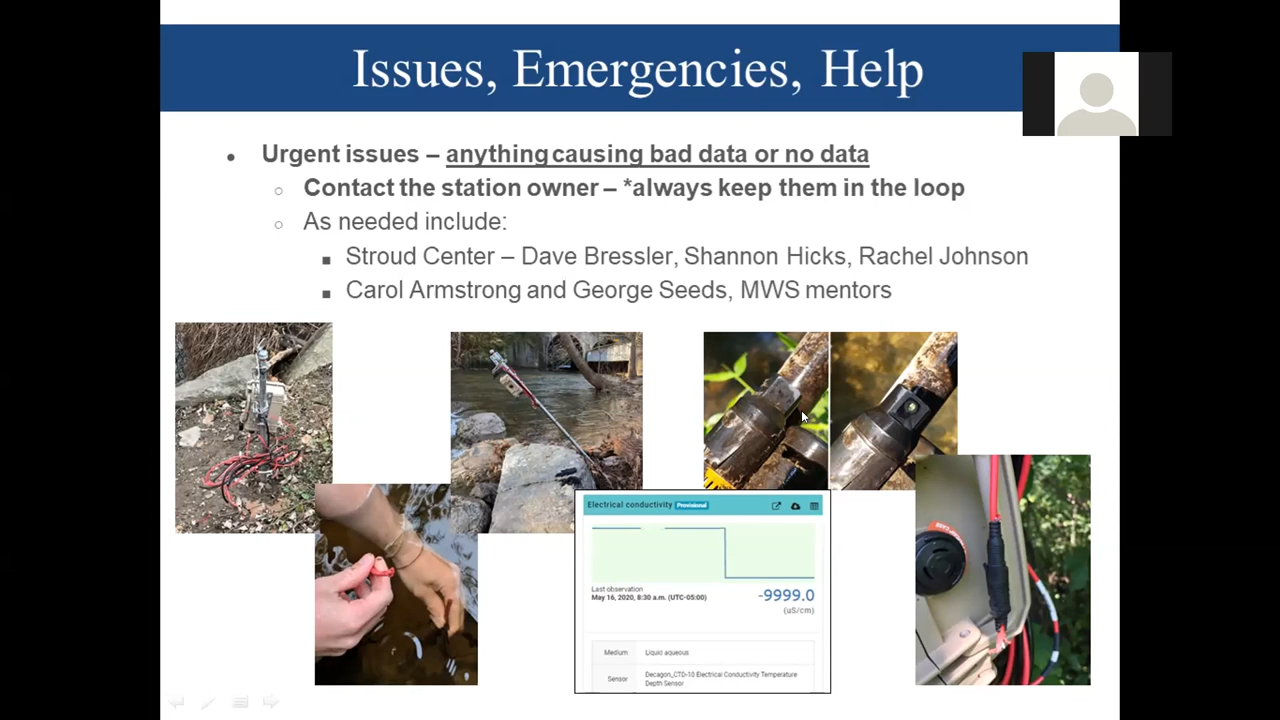 Issues, Emergencies, Help
Urgent issues – anything causing bad data or no data
Contact the station owner – *always keep them in the loop
As needed include:
Stroud Center – Dave Bressler, Shannon Hicks, Rachel Johnson
Carol Armstrong and George Seeds, MWS mentors
Electrical conductivity Provisional
Last observation
May 16, 2020, 8:30 a.m. (UTC-05:00)
-9999.0
(uS/cm)
Medium Liquid aqueous
Sensor Decagon_CTD-10 Electrical Conductivity Temperature
Depth Sensor